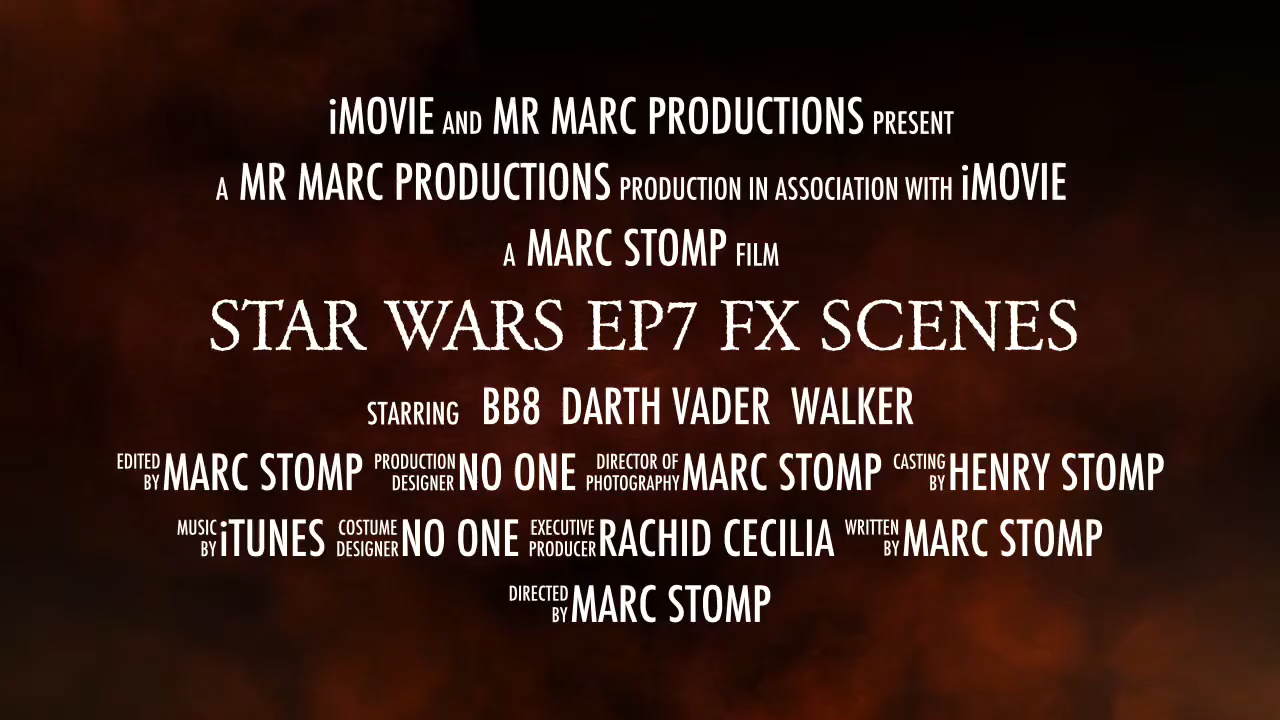 iMOVIE AND MR MARC PRODUCTIONS PRESENT
A MR MARC PRODUCTIONS PRODUCTION IN ASSOCIATION WITH iMOVIE
A MARC STOMP FILM
STAR WARS EP7 FX SCENES
STARRING BB8 DARTH VADER WALKER
EDITED BY MARC STOMP PRODUCTION DESIGNER NO ONE DIRECTOR OF PHOTOGRAPHY MARC STOMP CASTING BY HENRY STOMP
MUSIC BY iTUNES COSTUME DESIGNER NO ONE EXECUTIVE PRODUCER RACHID CECILIA WRITTEN BY MARC STOMP
DIRECTED BY MARC STOMP